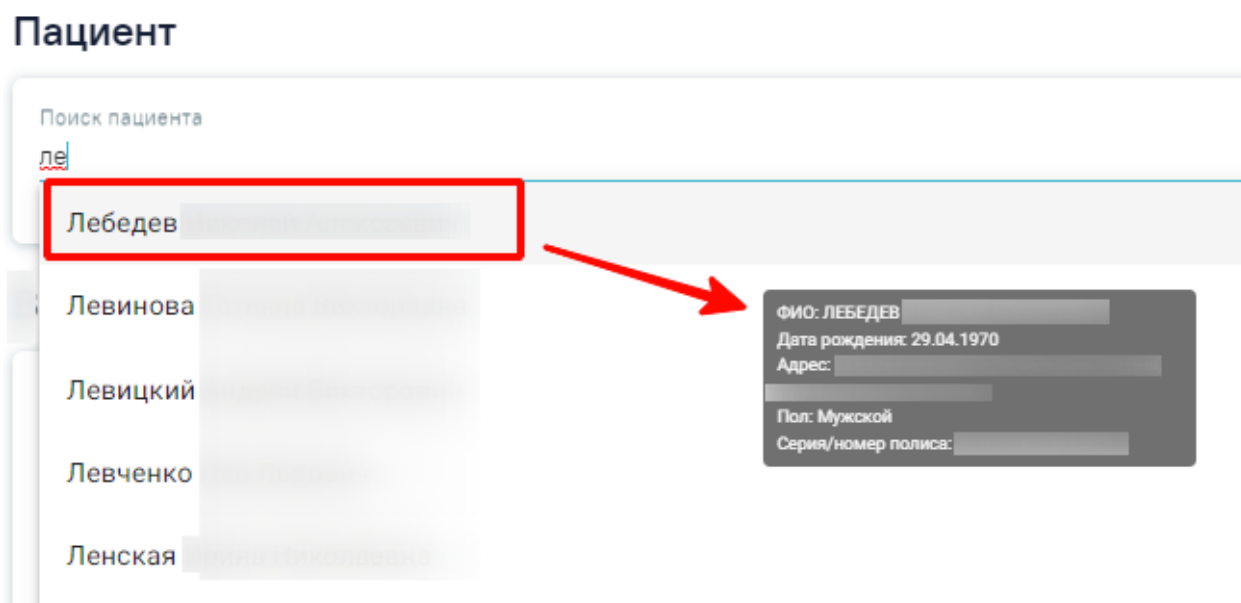 Пациент
Поиск пациента
ле
Лебедев
Левинова
Левицкий
Левченко
Ленская
ФИО: ЛЕБЕДЕВ
Дата рождения: 29.04.1970
Адрес:
Пол: Мужской
Серия/номер полиса: